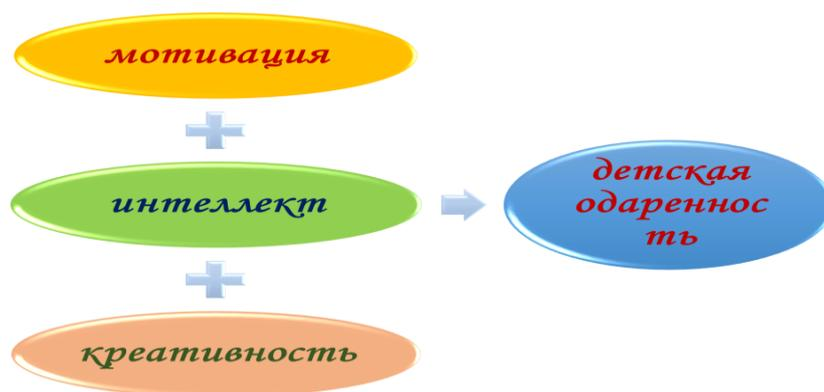 мотивация
интеллект
креативность
детская
одареннос
ть